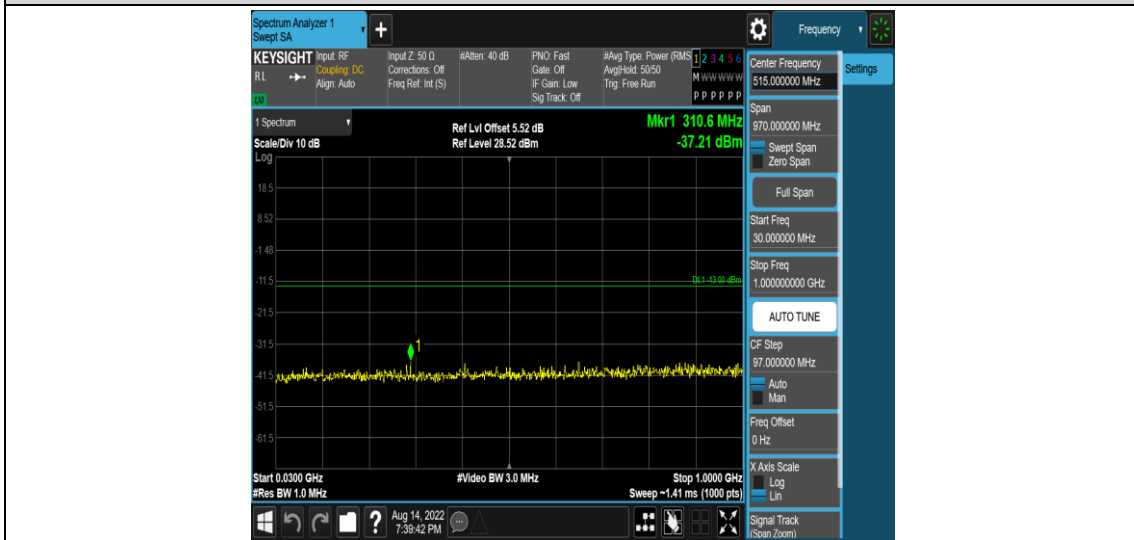 Spectrum Analyzer 1
Swept SA
+
Frequency
KEYSIGHT
RL
Input: RF
Coupling: DC
Align: Auto
Input Z: 50 Ω
Corrections: Off
Freq Ref: Int (S)
#Atten: 40 dB
PNO: Fast
Gate: Off
IF Gain: Low
Sig Track: Off
#Avg Type: Power (RMS
Avg|Hold: 50/50
Trig: Free Run
1 2 3 4 5 6
M W W W W W
P P P P P P
1 Spectrum
Scale/Div 10 dB
Log
Ref Lvl Offset 5.52 dB
Ref Level 28.52 dBm
Mkr1 310.6 MHz
-37.21 dBm
18.5
8.52
-1.48
-11.5
DL1 -13.00 dBm
-21.5
-31.5
1
-41.5
-51.5
-61.5
Start 0.0300 GHz
#Res BW 1.0 MHz
#Video BW 3.0 MHz
Stop 1.0000 GHz
Sweep ~1.41 ms (1000 pts)
?
Aug 14, 2022
7:39:42 PM
Center Frequency
515.000000 MHz
Settings
Span
970.000000 MHz
Swept Span
Zero Span
Full Span
Start Freq
30.000000 MHz
Stop Freq
1.000000000 GHz
AUTO TUNE
CF Step
97.000000 MHz
Auto
Man
Freq Offset
0 Hz
X Axis Scale
Log
Lin
Signal Track
(Span Zoom)